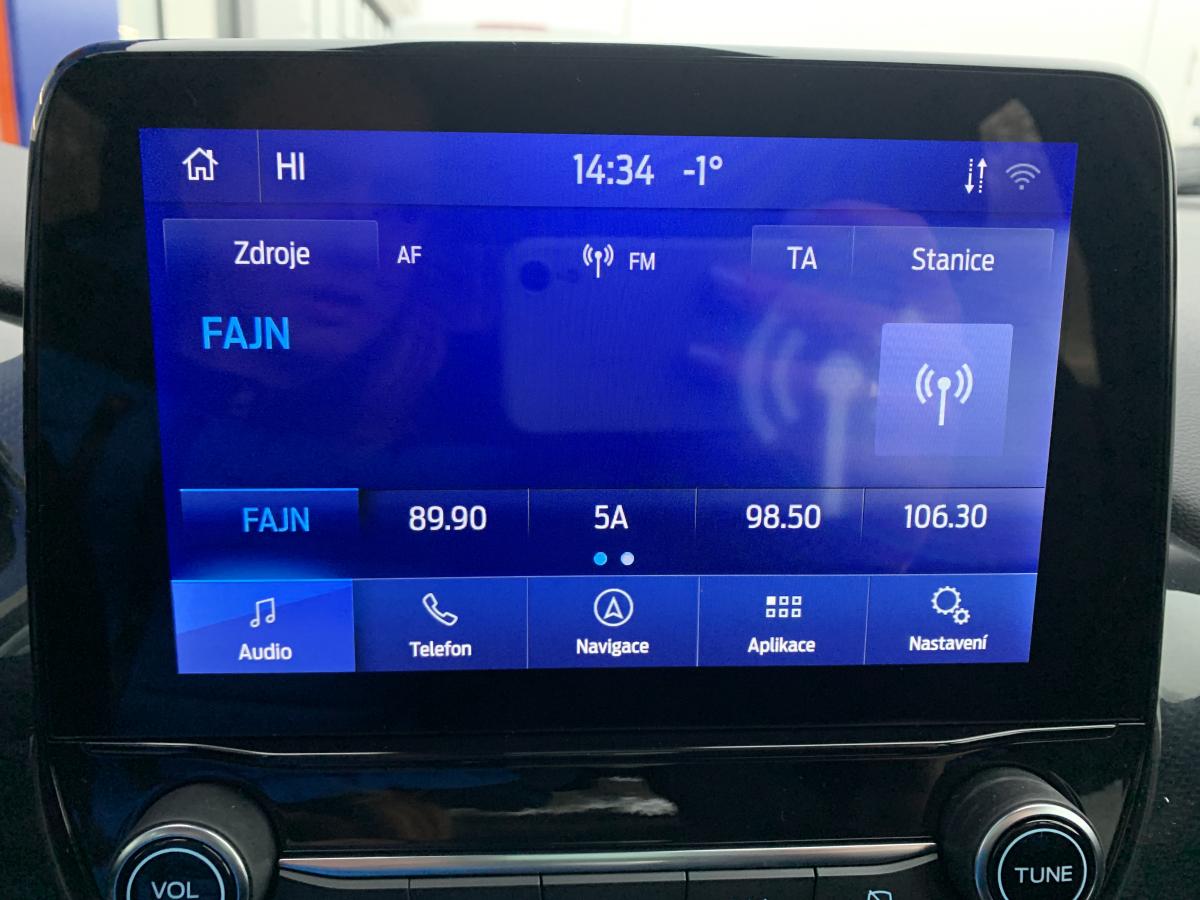 HI 14:34 -1°
Zdroje AF FM TA Stanice
FAJN
FAJN 89.90 5A 98.50 106.30
Audio Telefon Navigace Aplikace Nastavení
VOL TUNE